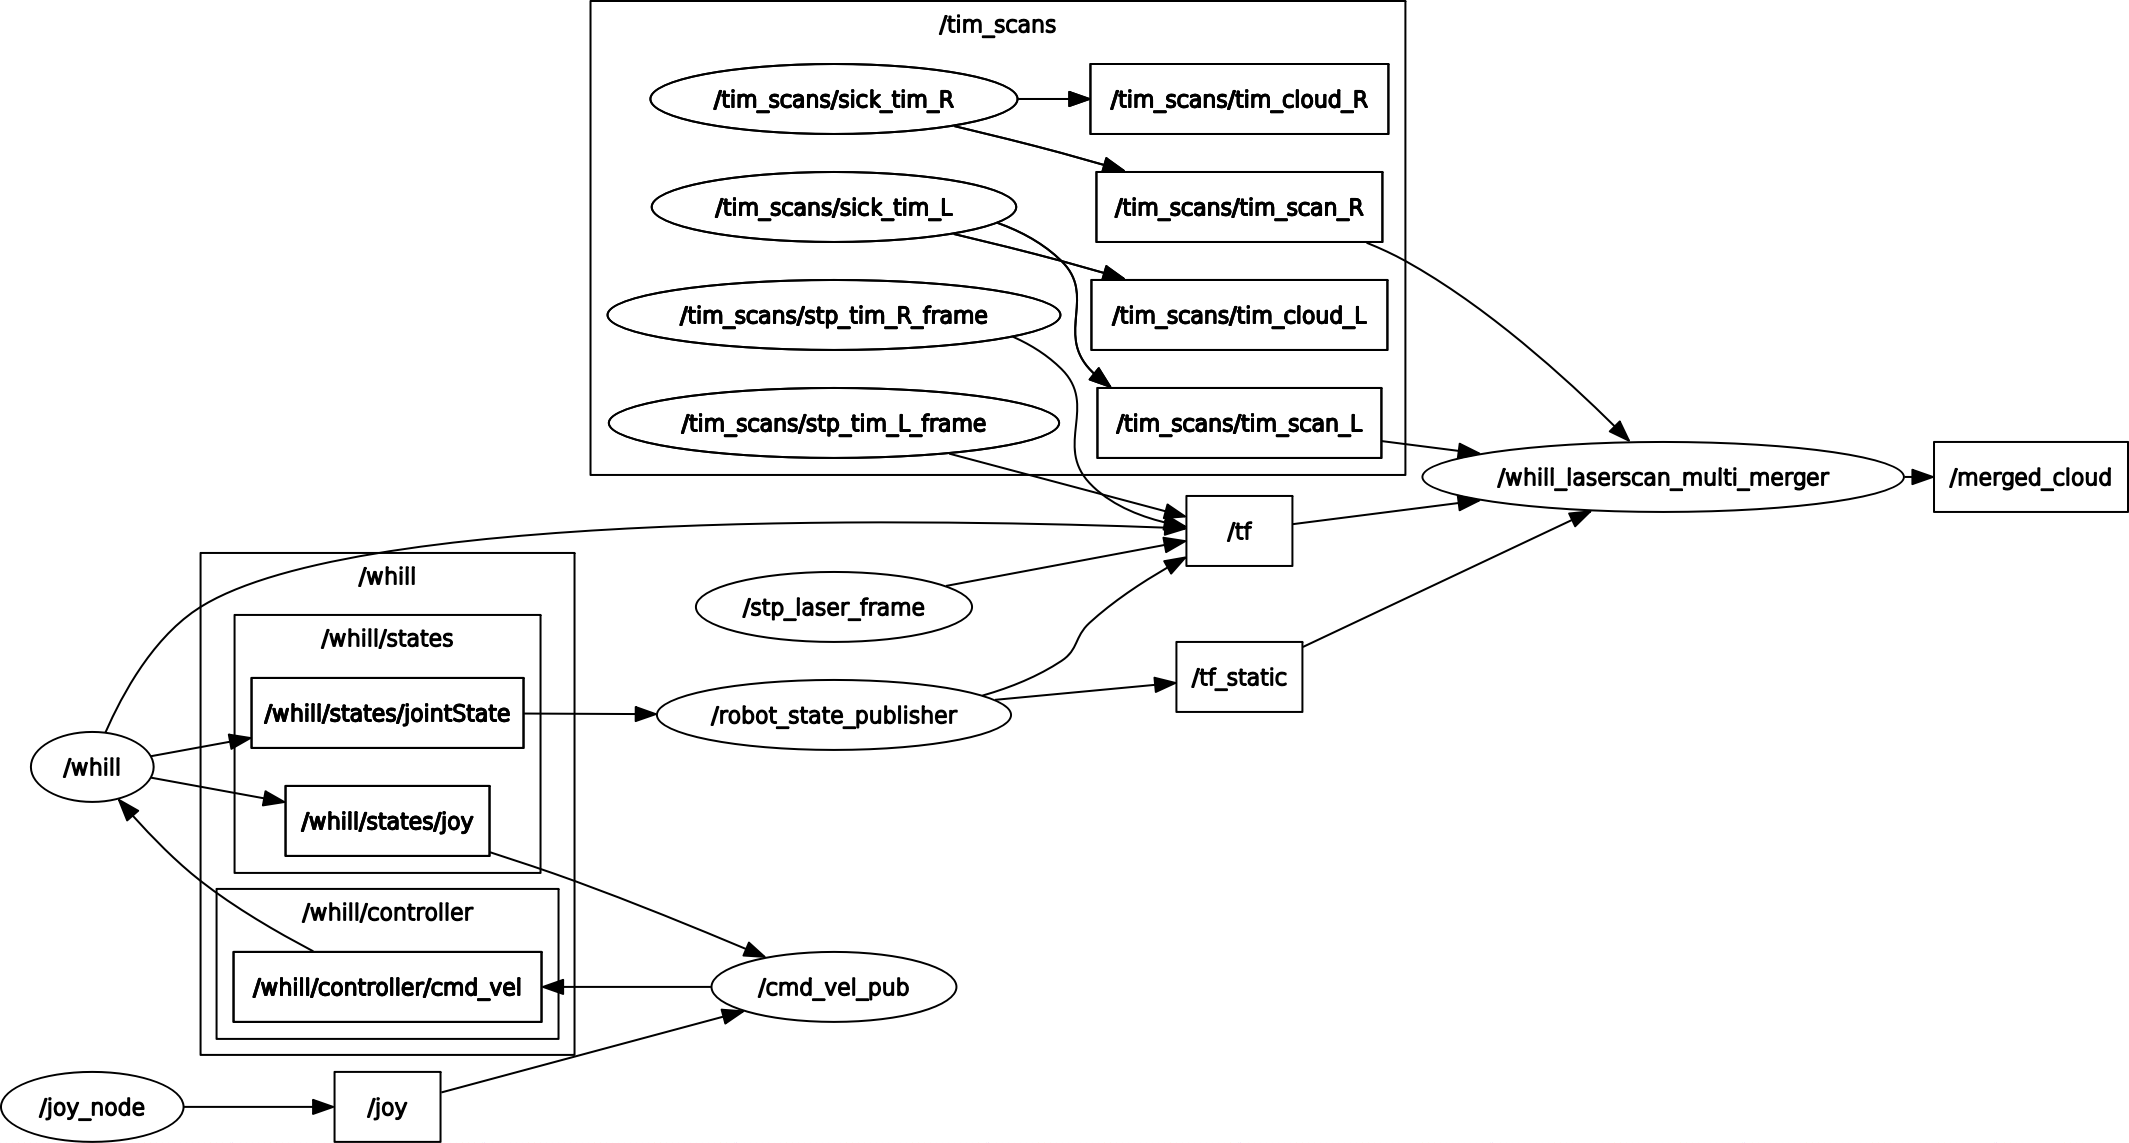 /tim_scans
/tim_scans/sick_tim_R
/tim_scans/tim_cloud_R
/tim_scans/sick_tim_L
/tim_scans/tim_scan_R
/tim_scans/stp_tim_R_frame
/tim_scans/tim_cloud_L
/tim_scans/stp_tim_L_frame
/tim_scans/tim_scan_L
/whill_laserscan_multi_merger
/merged_cloud
/tf
/whill
/stp_laser_frame
/whill/states
/tf_static
/whill/states/jointState
/robot_state_publisher
/whill
/whill/states/joy
/whill/controller
/whill/controller/cmd_vel
/cmd_vel_pub
/joy_node
/joy